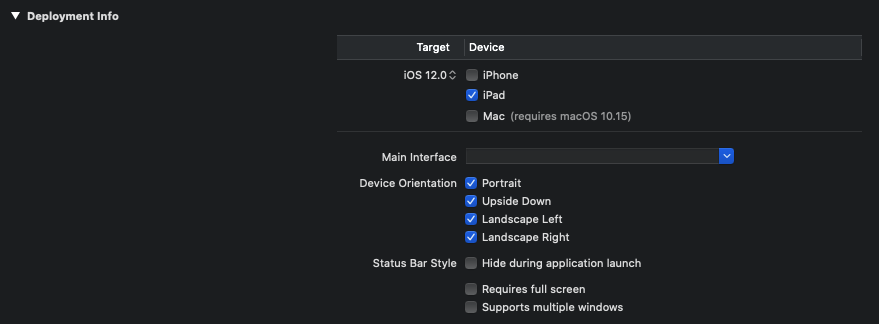 Deployment Info
Target Device
iOS 12.0 iPhone
iPad
Mac (requires macOS 10.15)
Main Interface
Device Orientation Portrait
Upside Down
Landscape Left
Landscape Right
Status Bar Style Hide during application launch
Requires full screen
Supports multiple windows